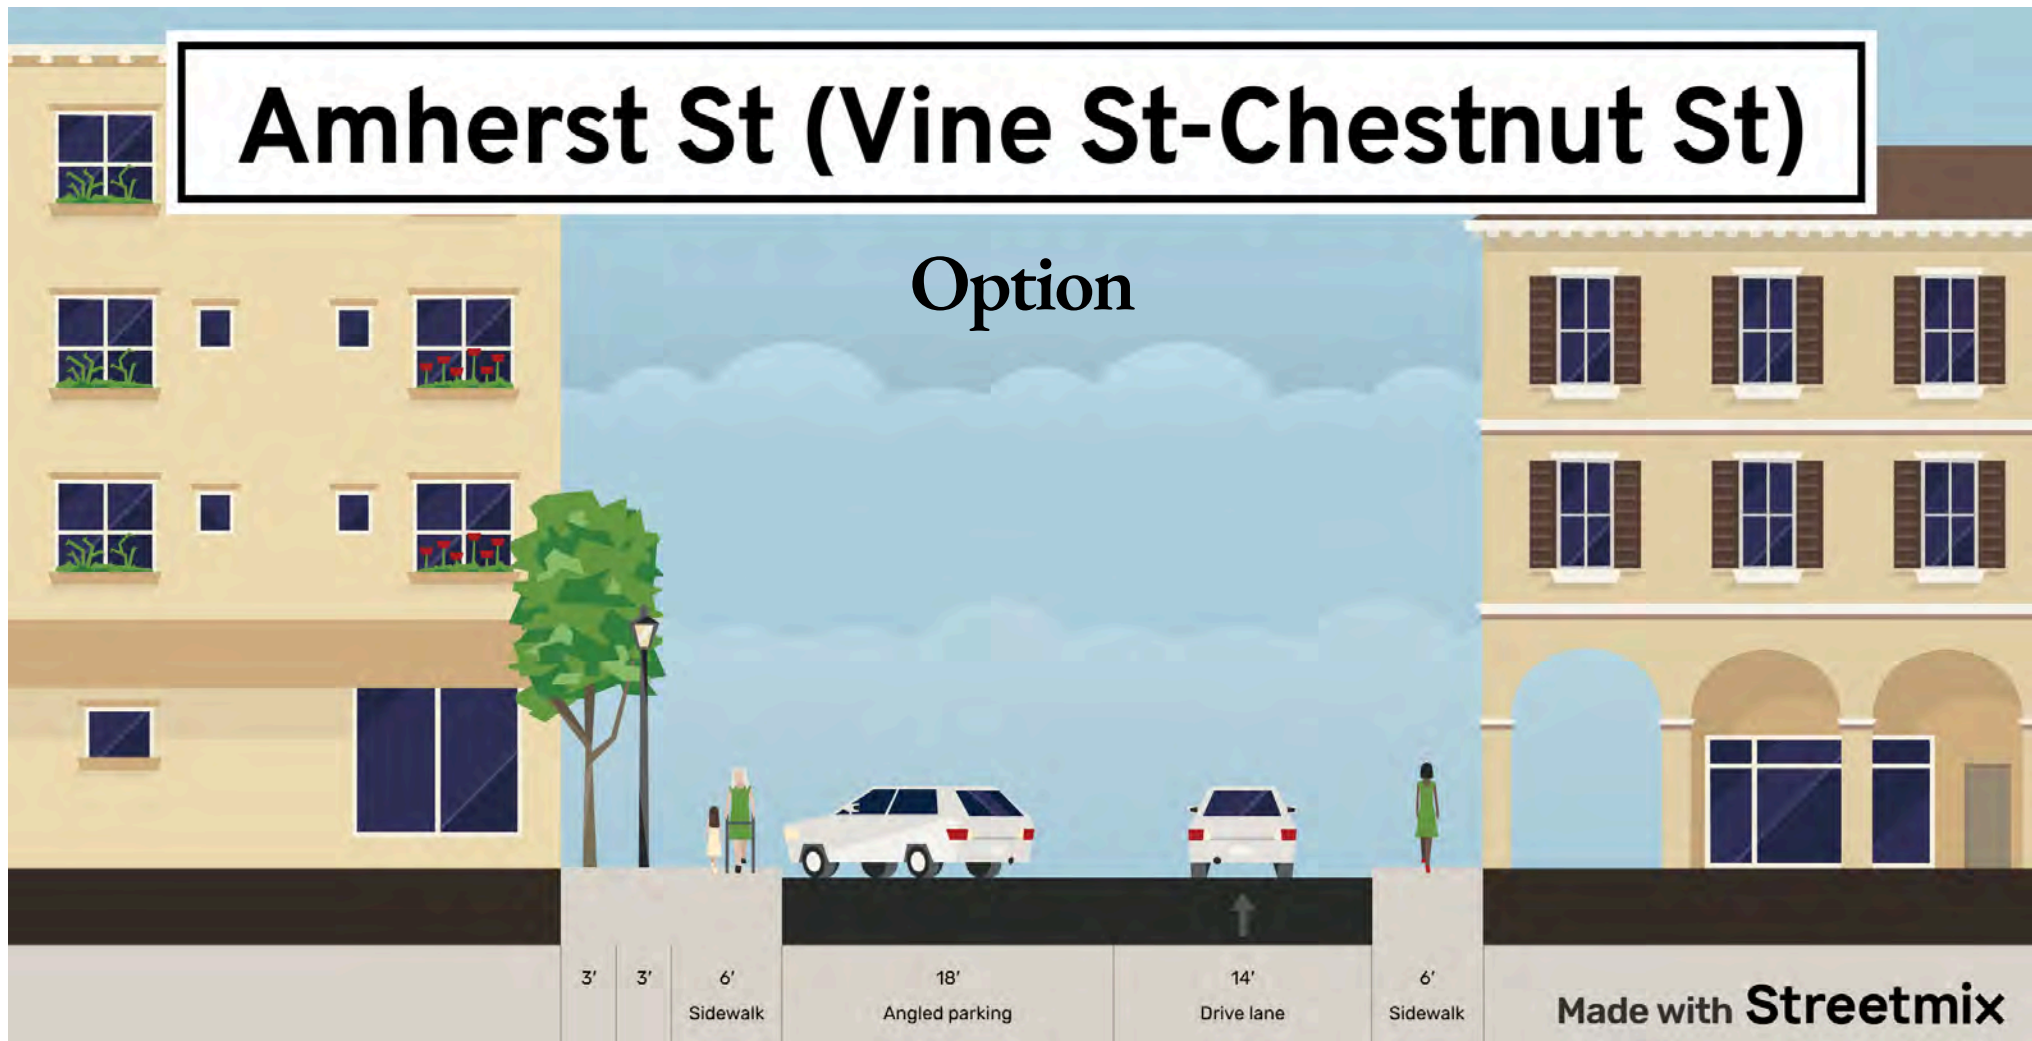 Amherst St (Vine St-Chestnut St)
Option
3' 3' 6' 18' 14' 6'
Sidewalk Angled parking Drive lane Sidewalk
Made with Streetmix